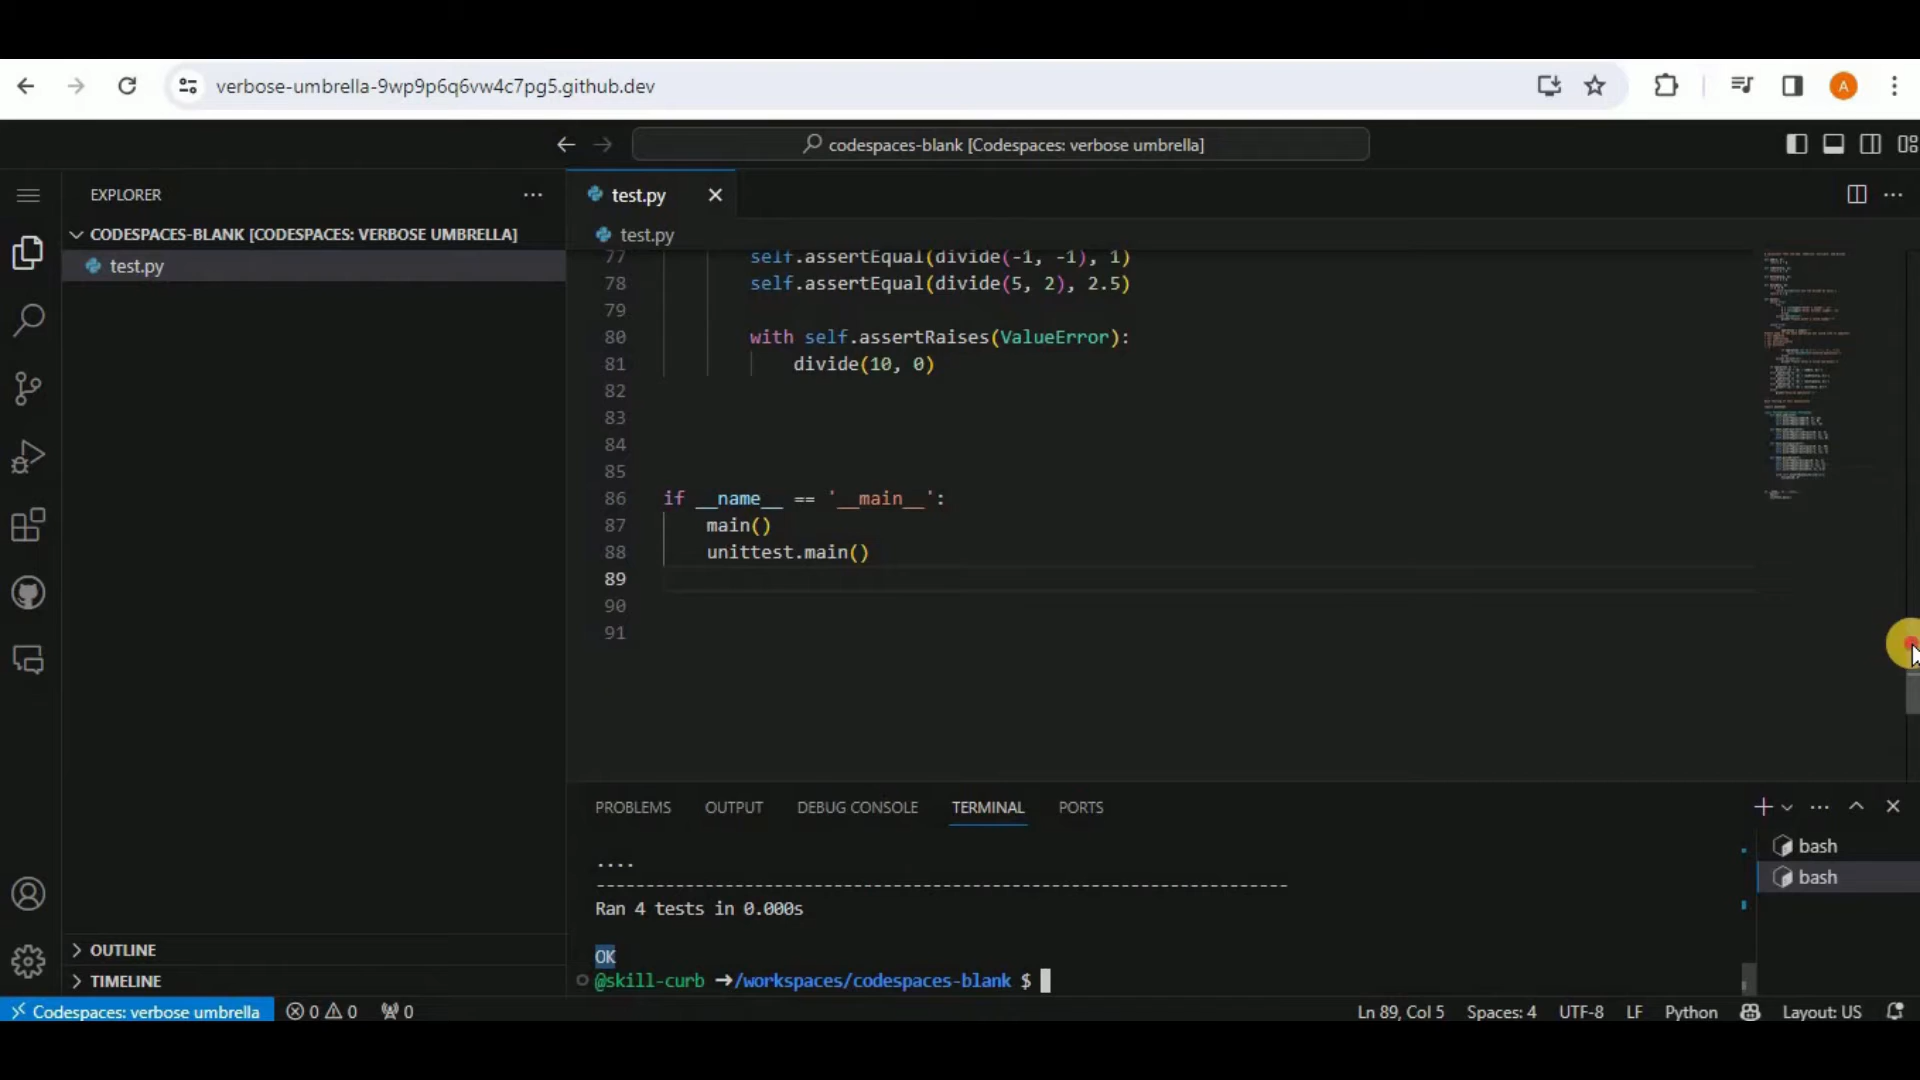 verbose-umbrella-9wp9p6q6vw4c7pg5.github.dev
A
codespaces-blank [Codespaces: verbose umbrella]
EXPLORER
test.py
CODESPACES-BLANK [CODESPACES: VERBOSE UMBRELLA]
test.py
test.py
77 self.assertEqual(divide(-1, -1), 1)
78 self.assertEqual(divide(5, 2), 2.5)
79
80 with self.assertRaises(ValueError):
81 divide(10, 0)
82
83
84
85
86 if __name__ == '__main__':
87 main()
88 unittest.main()
89
90
91
PROBLEMS OUTPUT DEBUG CONSOLE TERMINAL PORTS
....
----------------------------------------------------------------------
Ran 4 tests in 0.000s
OK
@skill-curb ➜/workspaces/codespaces-blank $
bash
bash
OUTLINE
TIMELINE
Codespaces: verbose umbrella 0 0 0 Ln 89, Col 5 Spaces: 4 UTF-8 LF Python Layout: US